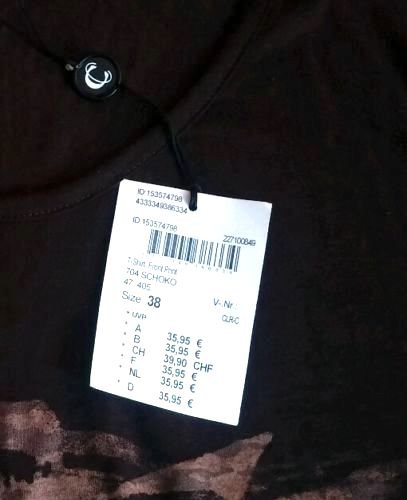 ID:153574798
4333349386334
ID:153574798
227100849
T-Shirt, Front Print
704 SCHOKO
47 405
Size: 38 V-.Nr.:
* UVP GLR-C
* A 35,95 €
* B 35,95 €
* CH 39,90 CHF
* F 35,95 €
* NL 35,95 €
* D 35,95 €